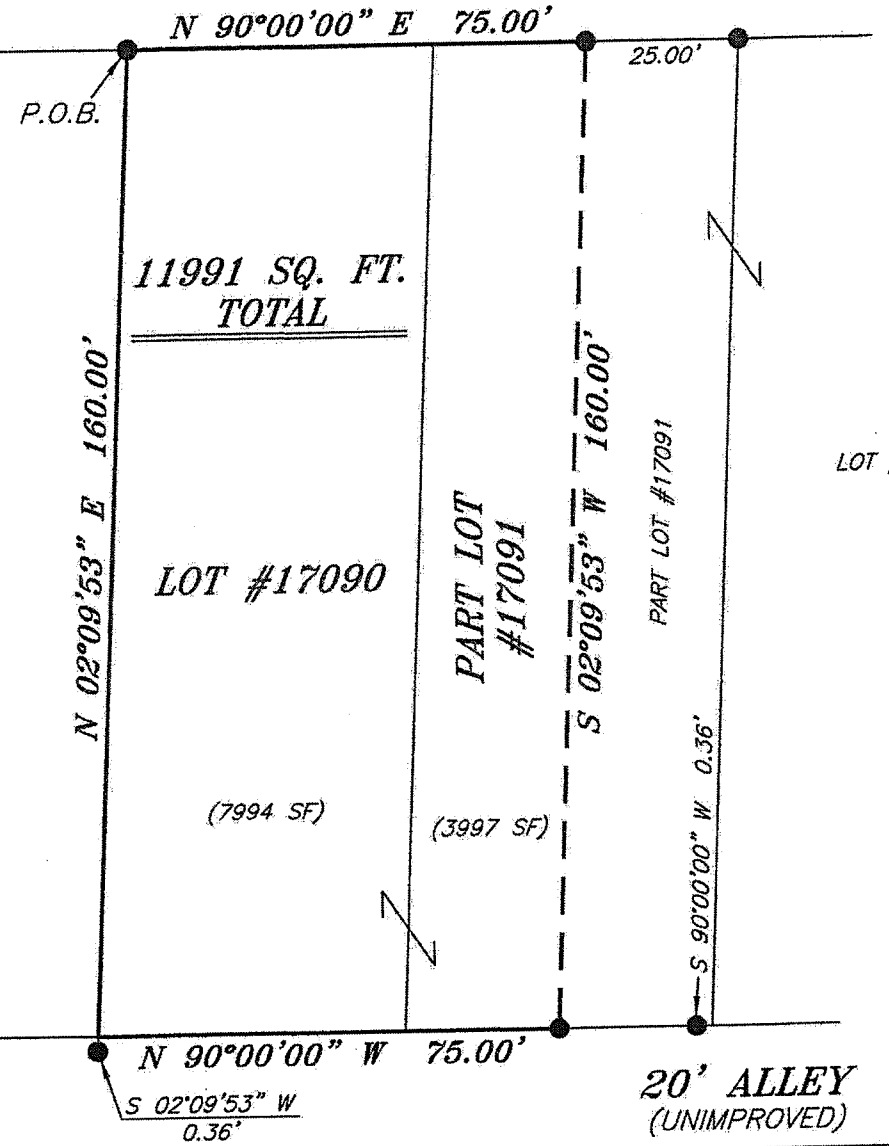 N 90°00'00" E 75.00'
25.00'
P.O.B.
11991 SQ. FT.
TOTAL
N 02°09'53" E 160.00'
LOT #17090
PART LOT
#17091
S 02°09'53" W 160.00'
PART LOT #17091
LOT
(7994 SF)
(3997 SF)
S 90°00'00" W 0.36'
N 90°00'00" W 75.00'
S 02°09'53" W
0.36'
20' ALLEY
(UNIMPROVED)